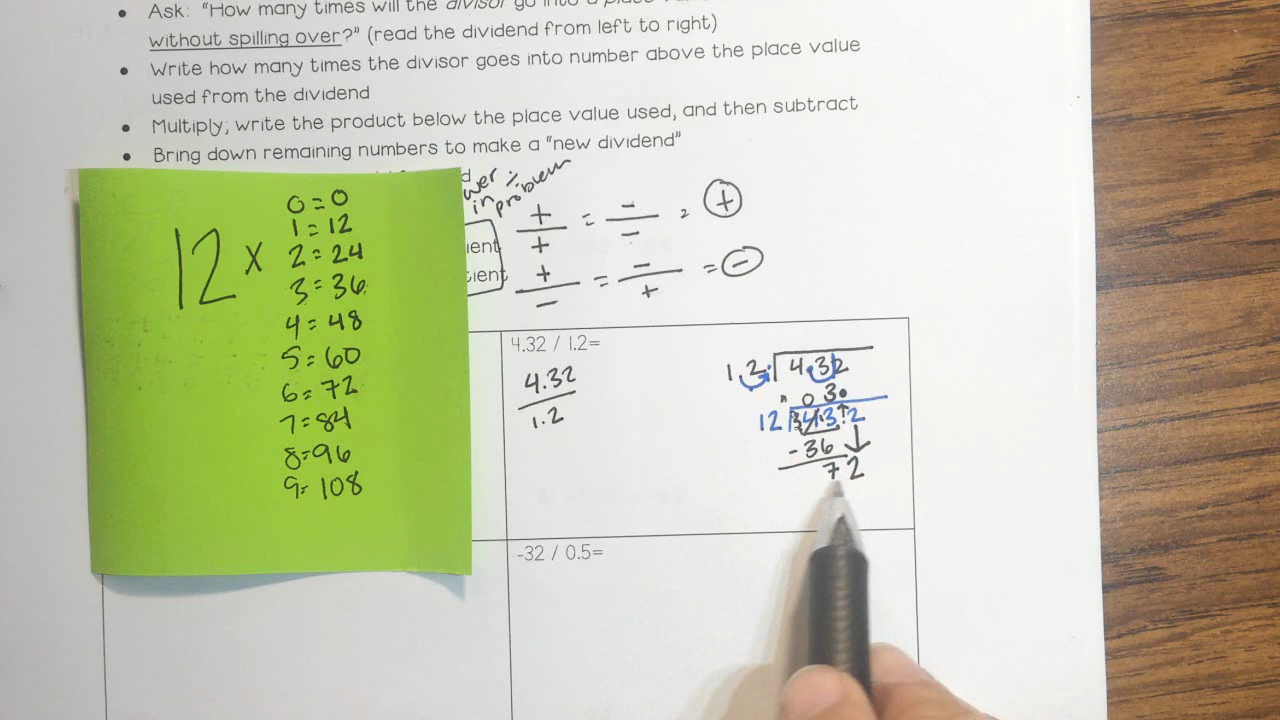 • Ask: "How many times will the divisor go into a place
without spilling over?" (read the dividend from left to right)
• Write how many times the divisor goes into number above the place value
used from the dividend
• Multiply; write the product below the place value used, and then subtract
• Bring down remaining numbers to make a "new dividend"
12 x
0=0
1=12
2=24
3=36
4=48
5=60
6=72
7=84
8=96
9=108
in problem
+/+ = -/- = +
+/- = -/+ = -
4.32 / 1.2=
4.32
1.2
1.2 4.32
0 3.
12 43.2
-36
72
-32 / 0.5=